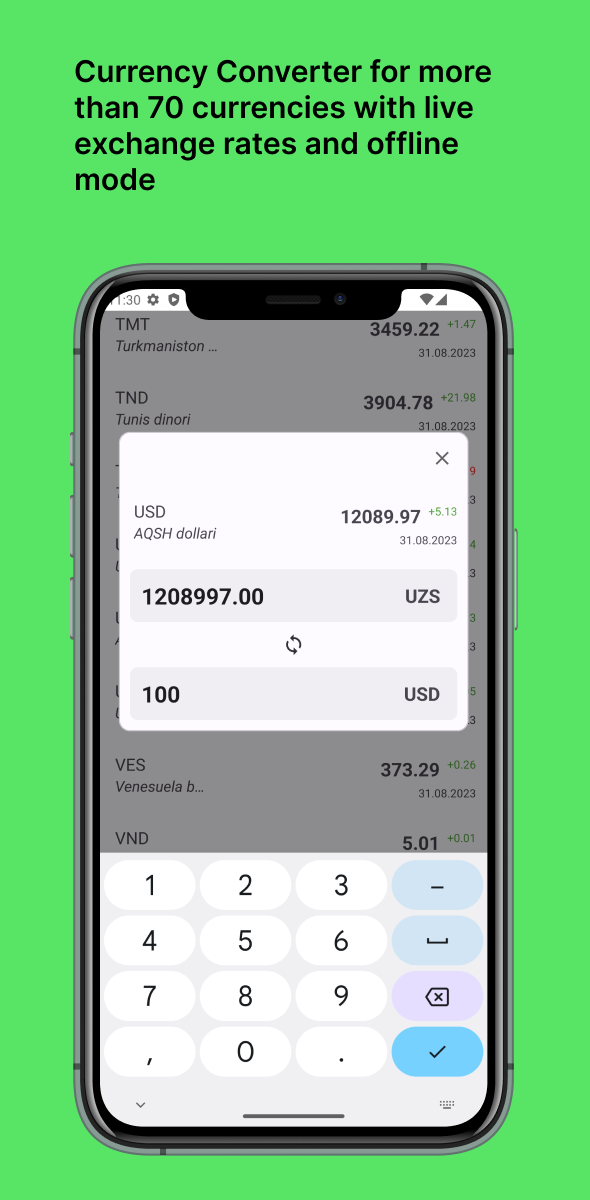 Currency Converter for more
than 70 currencies with live
exchange rates and offline
mode
TMT 3459.22 +1.47
Turkmaniston ... 31.08.2023
TND 3904.78 +21.98
Tunis dinori 31.08.2023
USD 12089.97 +5.13
AQSH dollari 31.08.2023
1208997.00 UZS
100 USD
VES 373.29 +0.26
Venesuela b... 31.08.2023
VND 5.01 +0.01
1 2 3 –
4 5 6
7 8 9
, 0 .